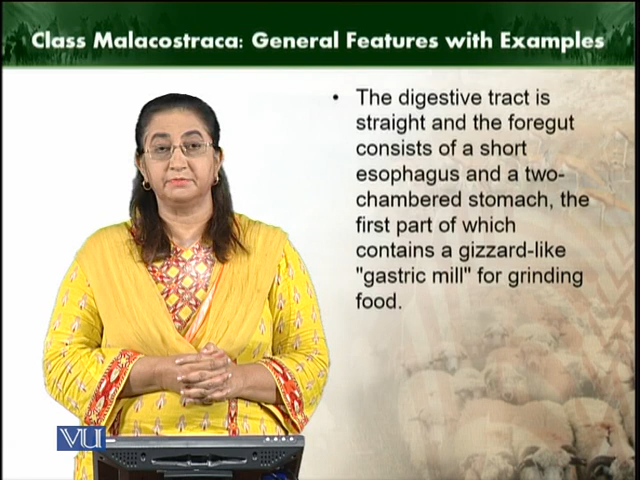 Class Malacostraca: General Features with Examples
• The digestive tract is
straight and the foregut
consists of a short
esophagus and a two-
chambered stomach, the
first part of which
contains a gizzard-like
"gastric mill" for grinding
food.
VU